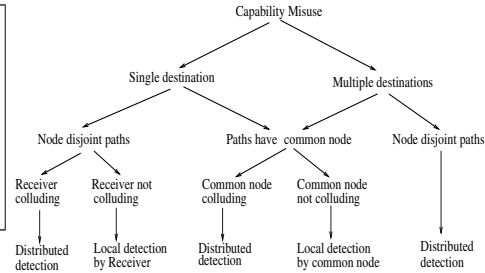 Capability Misuse
Single destination
Multiple destinations
Node disjoint paths
Paths have common node
Node disjoint paths
Receiver
colluding
Receiver not
colluding
Common node
colluding
Common node
not colluding
Distributed
detection
Local detection
by Receiver
Distributed
detection
Local detection
by common node
Distributed
detection